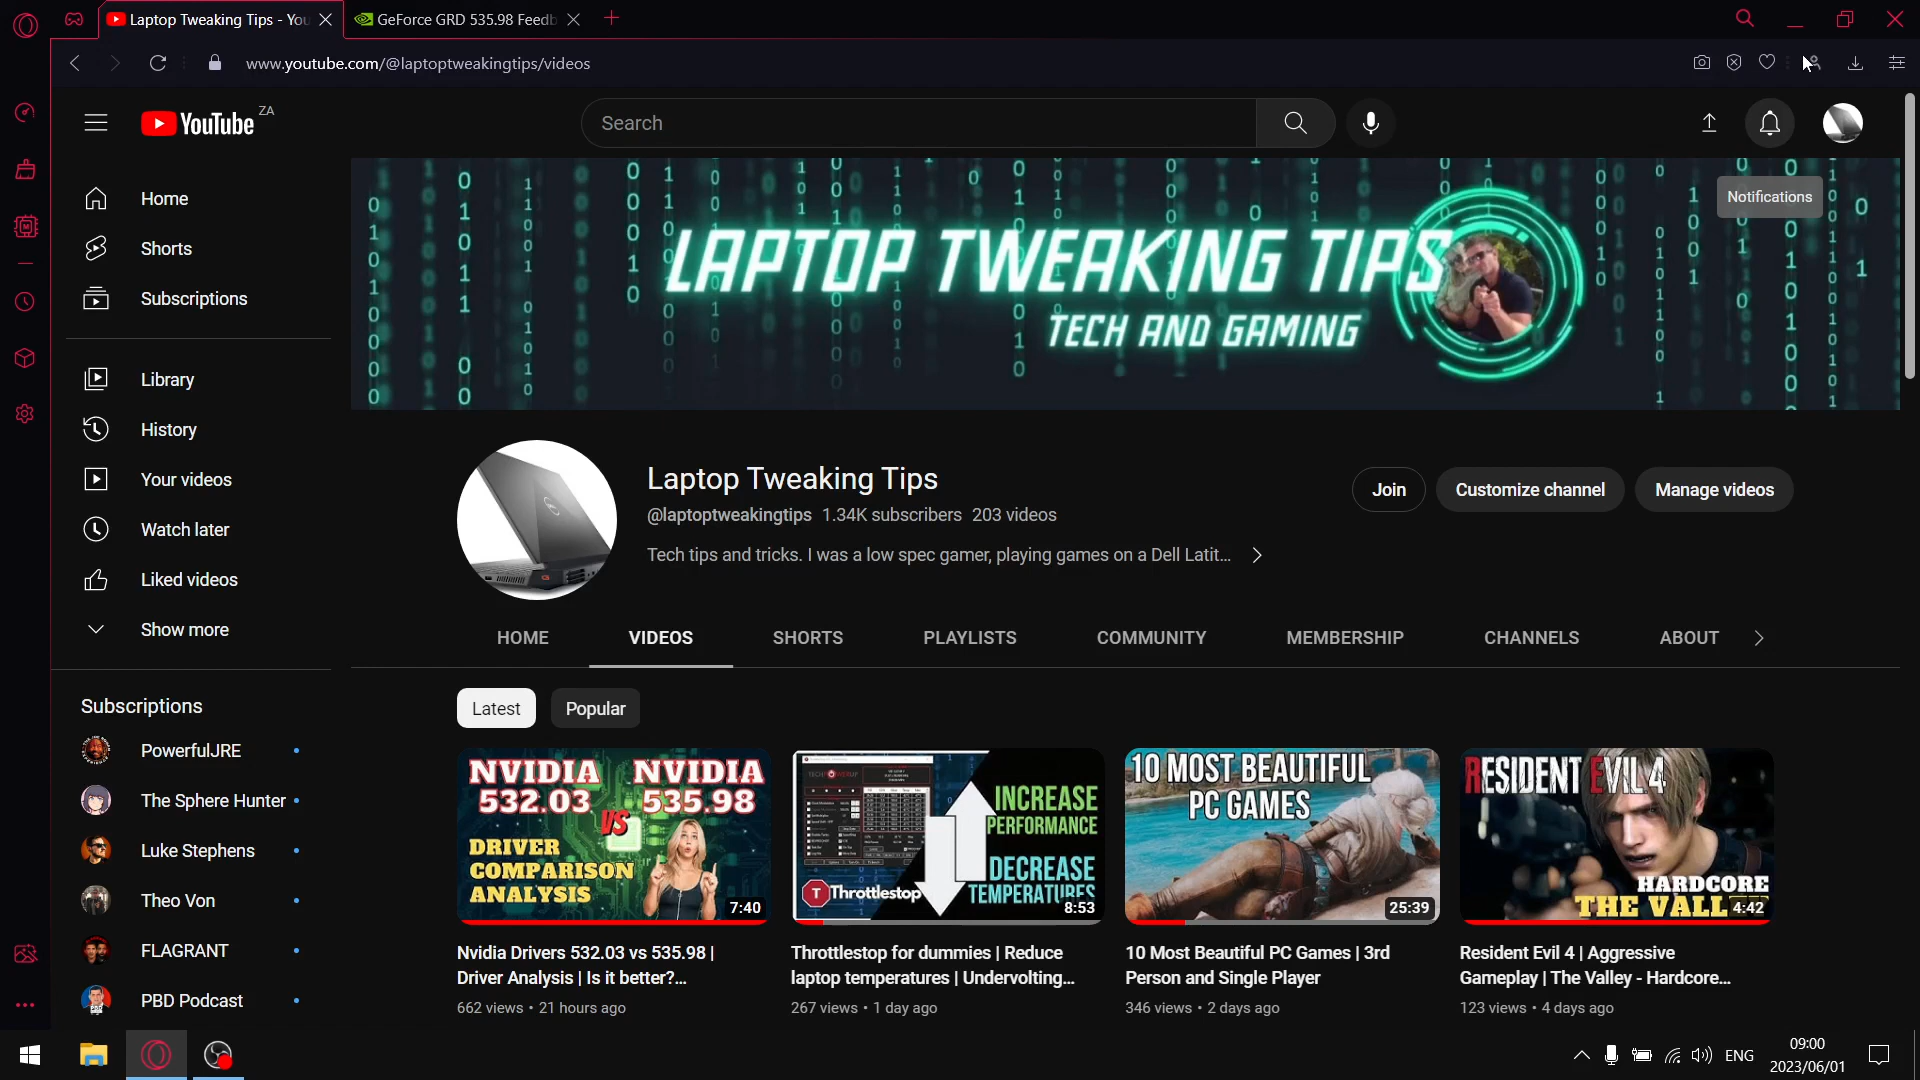 Laptop Tweaking Tips - You
GeForce GRD 535.98 Feedb
www.youtube.com/@laptoptweakingtips/videos
YouTube ZA
Search
Notifications
LAPTOP TWEAKING TIPS
TECH AND GAMING
Home
Shorts
Subscriptions
Library
History
Your videos
Watch later
Liked videos
Show more
Subscriptions
PowerfulJRE
The Sphere Hunter
Luke Stephens
Theo Von
FLAGRANT
PBD Podcast
Laptop Tweaking Tips
@laptoptweakingtips 1.34K subscribers 203 videos
Tech tips and tricks. I was a low spec gamer, playing games on a Dell Latit...
Join
Customize channel
Manage videos
HOME
VIDEOS
SHORTS
PLAYLISTS
COMMUNITY
MEMBERSHIP
CHANNELS
ABOUT
Latest
Popular
NVIDIA NVIDIA
532.03 VS 535.98
DRIVER
COMPARISON
ANALYSIS
7:40
Nvidia Drivers 532.03 vs 535.98 |
Driver Analysis | Is it better?...
662 views • 21 hours ago
INCREASE
PERFORMANCE
DECREASE
TEMPERATURES
Throttlestop
8:53
Throttlestop for dummies | Reduce
laptop temperatures | Undervolting...
267 views • 1 day ago
10 MOST BEAUTIFUL
PC GAMES
25:39
10 Most Beautiful PC Games | 3rd
Person and Single Player
346 views • 2 days ago
RESIDENT EVIL 4
HARDCORE
THE VALL
4:42
Resident Evil 4 | Aggressive
Gameplay | The Valley - Hardcore...
123 views • 4 days ago
ENG
09:00
2023/06/01